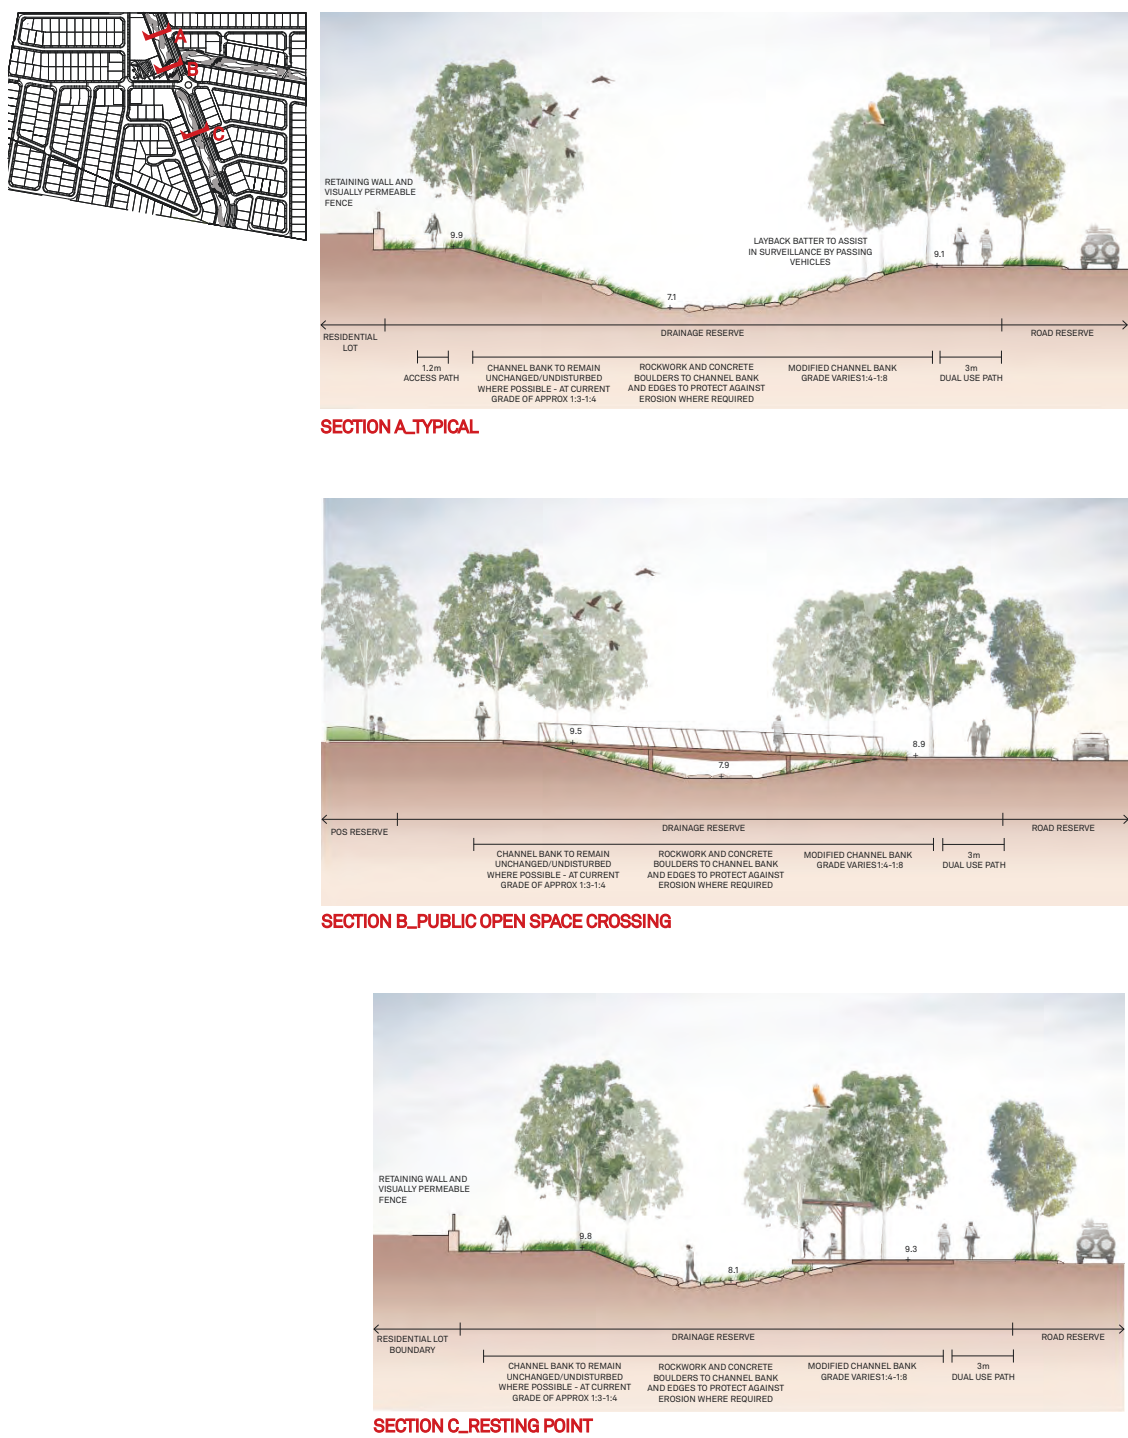 A
B
C
RETAINING WALL AND
VISUALLY PERMEABLE
FENCE
9.9
LAYBACK BATTER TO ASSIST
IN SURVEILLANCE BY PASSING
VEHICLES
9.1
7.1
RESIDENTIAL
LOT
DRAINAGE RESERVE
ROAD RESERVE
1.2m
ACCESS PATH
CHANNEL BANK TO REMAIN
UNCHANGED/UNDISTURBED
WHERE POSSIBLE - AT CURRENT
GRADE OF APPROX 1:3-1:4
ROCKWORK AND CONCRETE
BOULDERS TO CHANNEL BANK
AND EDGES TO PROTECT AGAINST
EROSION WHERE REQUIRED
MODIFIED CHANNEL BANK
GRADE VARIES1:4-1:8
3m
DUAL USE PATH
SECTION A_TYPICAL
9.5
8.9
7.9
POS RESERVE
DRAINAGE RESERVE
ROAD RESERVE
CHANNEL BANK TO REMAIN
UNCHANGED/UNDISTURBED
WHERE POSSIBLE - AT CURRENT
GRADE OF APPROX 1:3-1:4
ROCKWORK AND CONCRETE
BOULDERS TO CHANNEL BANK
AND EDGES TO PROTECT AGAINST
EROSION WHERE REQUIRED
MODIFIED CHANNEL BANK
GRADE VARIES1:4-1:8
3m
DUAL USE PATH
SECTION B_PUBLIC OPEN SPACE CROSSING
RETAINING WALL AND
VISUALLY PERMEABLE
FENCE
9.8
9.3
8.1
RESIDENTIAL LOT
BOUNDARY
DRAINAGE RESERVE
ROAD RESERVE
CHANNEL BANK TO REMAIN
UNCHANGED/UNDISTURBED
WHERE POSSIBLE - AT CURRENT
GRADE OF APPROX 1:3-1:4
ROCKWORK AND CONCRETE
BOULDERS TO CHANNEL BANK
AND EDGES TO PROTECT AGAINST
EROSION WHERE REQUIRED
MODIFIED CHANNEL BANK
GRADE VARIES1:4-1:8
3m
DUAL USE PATH
SECTION C_RESTING POINT